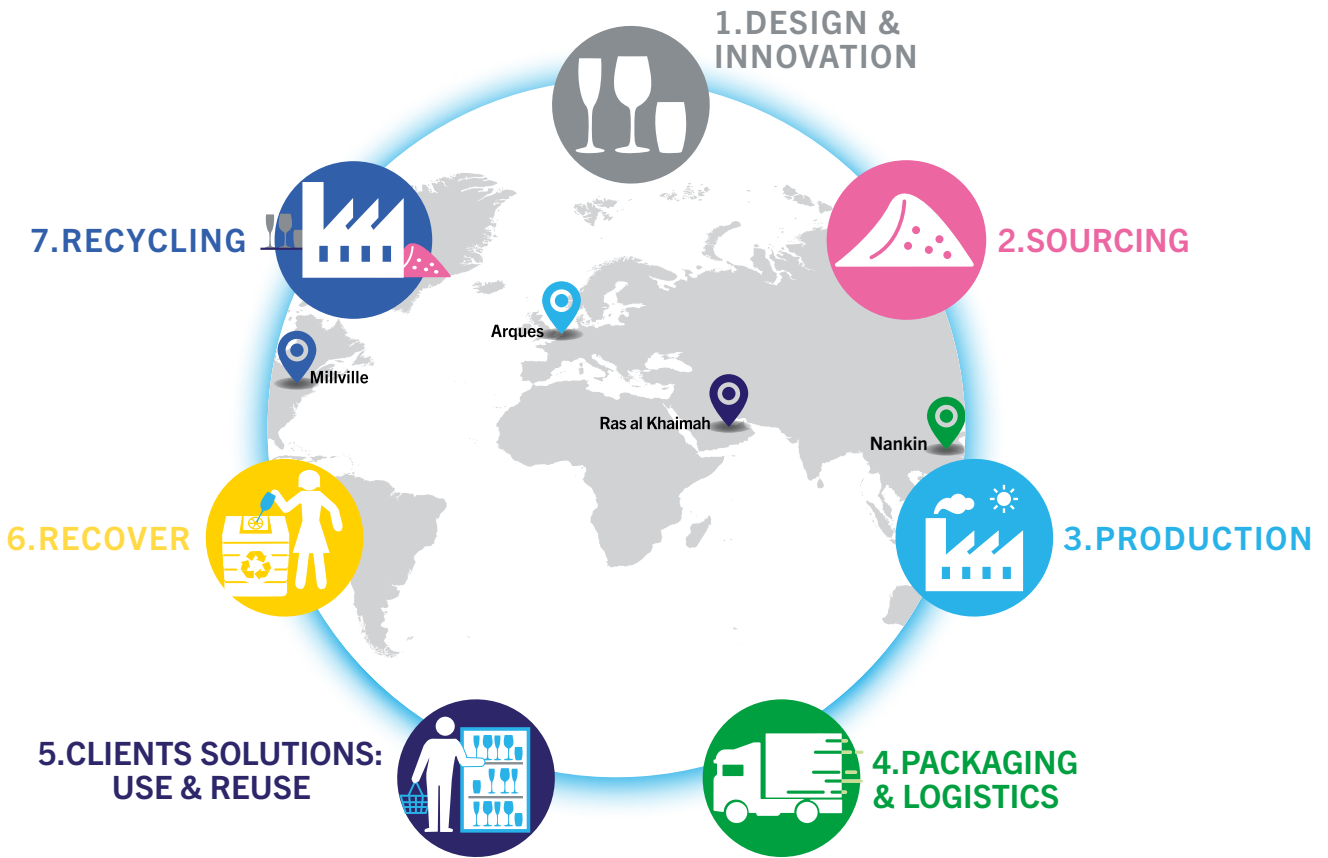 1.DESIGN &
INNOVATION
2.SOURCING
3.PRODUCTION
4.PACKAGING
& LOGISTICS
5.CLIENTS SOLUTIONS:
USE & REUSE
6.RECOVER
7.RECYCLING
Arques
Millville
Ras al Khaimah
Nankin